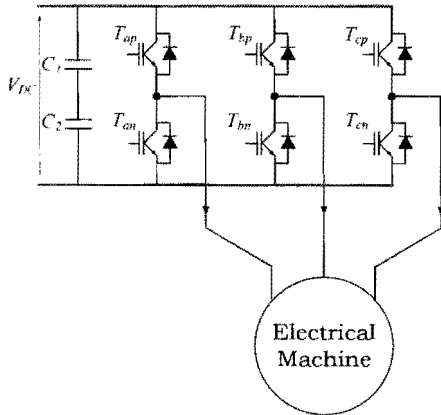 T_ap T_bp T_cp
C_1
V_DC
C_2
T_an T_bn T_cn
Electrical
Machine